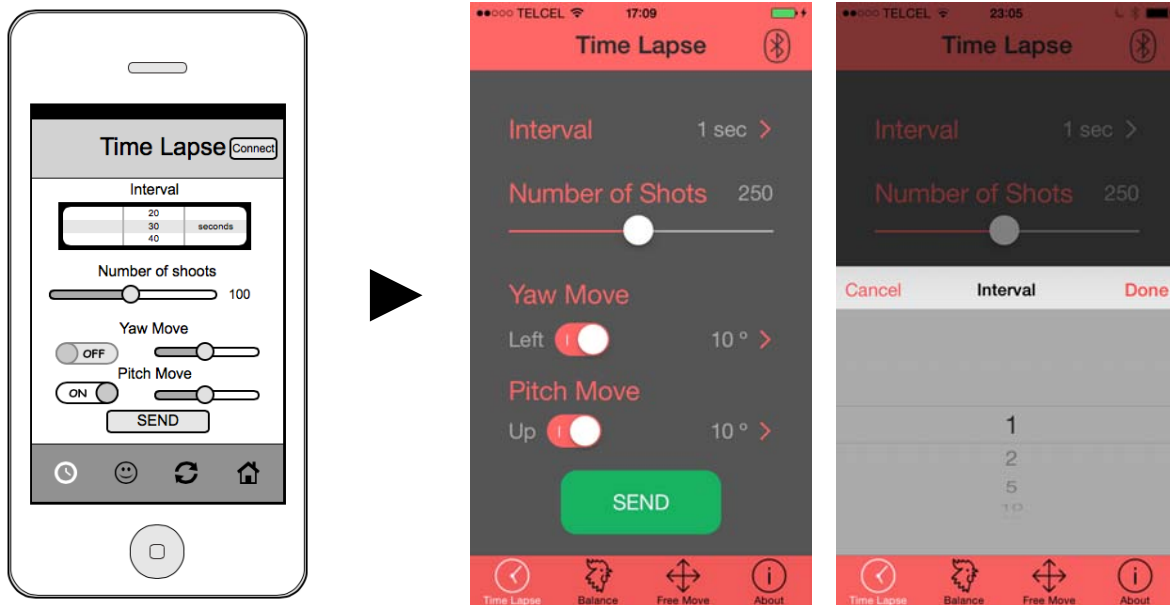 Time Lapse Connect
Interval
20
30 seconds
40
Number of shoots
100
Yaw Move
OFF
Pitch Move
ON
SEND
TELCEL 17:09
Time Lapse
Interval 1 sec >
Number of Shots 250
Yaw Move
Left I 10 ° >
Pitch Move
Up I 10 ° >
SEND
Time Lapse Balance Free Move About
TELCEL 23:05
Time Lapse
Interval 1 sec >
Number of Shots 250
Cancel Interval Done
1
2
5
10
Time Lapse Balance Free Move About